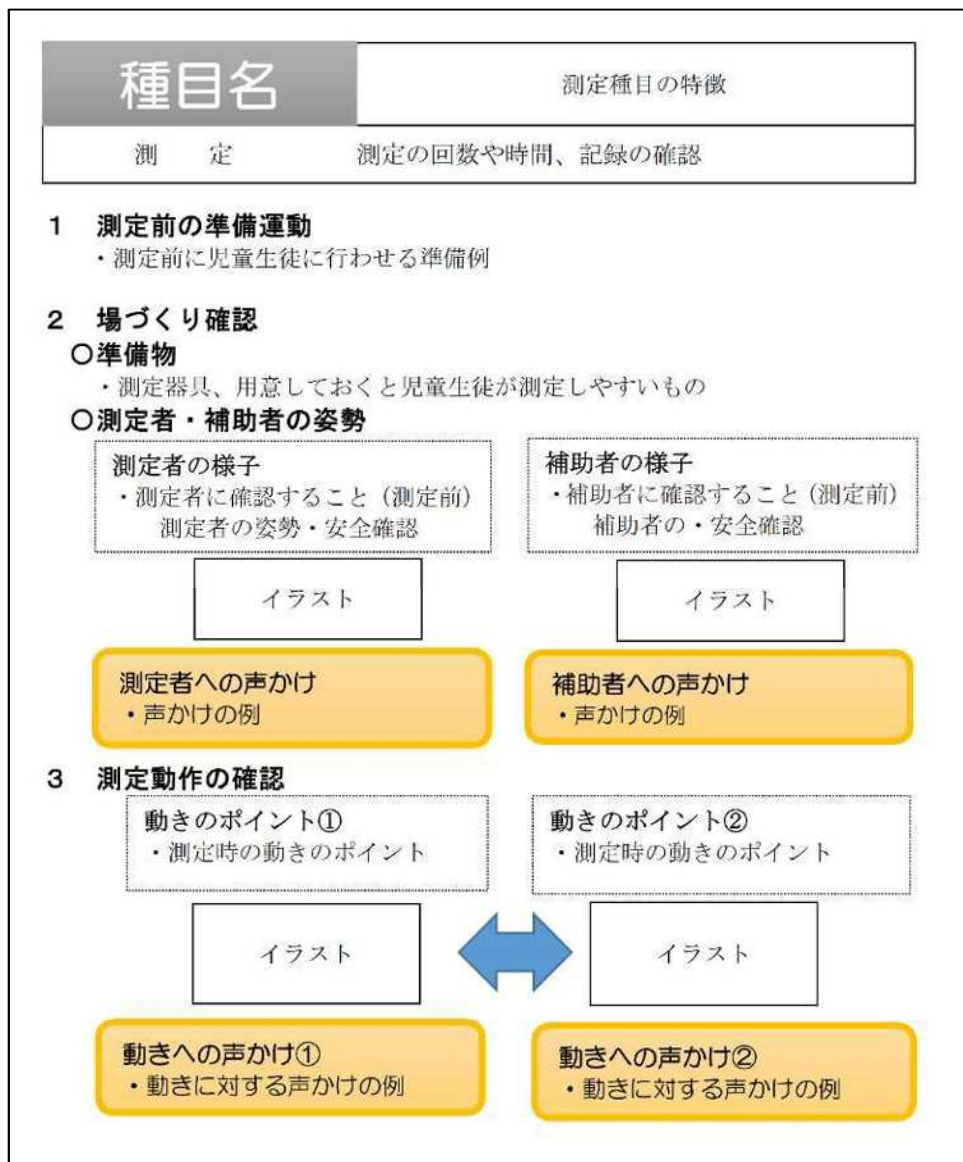 種目名
測定種目の特徴
測　定　測定の回数や時間、記録の確認
１　測定前の準備運動
・測定前に児童生徒に行わせる準備例
２　場づくり確認
〇準備物
・測定器具、用意しておくと児童生徒が測定しやすいもの
〇測定者・補助者の姿勢
測定者の様子
・測定者に確認すること（測定前）
測定者の姿勢・安全確認
補助者の様子
・補助者に確認すること（測定前）
補助者の・安全確認
イラスト
イラスト
測定者への声かけ
・声かけの例
補助者への声かけ
・声かけの例
３　測定動作の確認
動きのポイント①
・測定時の動きのポイント
動きのポイント②
・測定時の動きのポイント
イラスト
イラスト
動きへの声かけ①
・動きに対する声かけの例
動きへの声かけ②
・動きに対する声かけの例